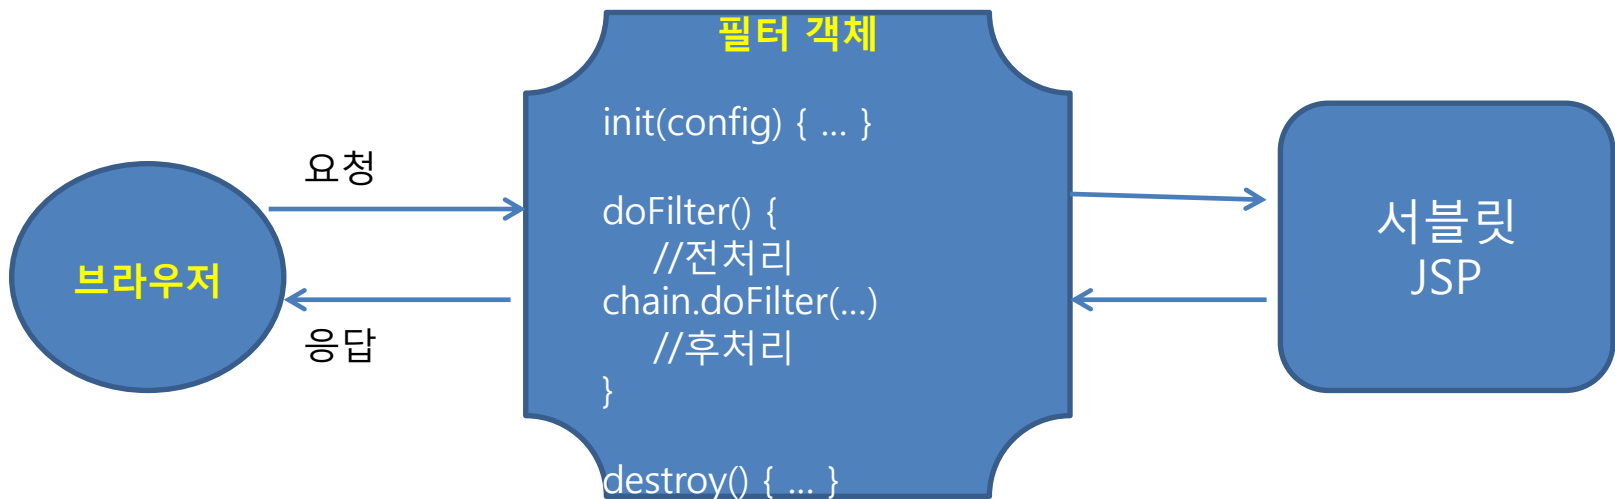 필터 객체
init(config) { ... }
요청
doFilter() {
//전처리
chain.doFilter(...)
//후처리
}
destroy() { ... }
브라우저
응답
서블릿
JSP